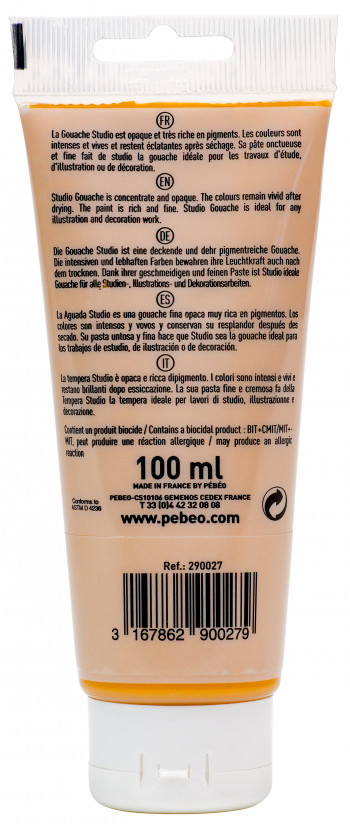 FR
La Gouache Studio est opaque et très riche en pigments. Les couleurs sont
intenses et vives et restent éclatantes après séchage. Sa pâte onctueuse
et fine fait de studio la gouache idéale pour les travaux d'étude,
d'illustration ou de décoration.
EN
Studio Gouache is concentrate and opaque. The colours remain vivid after
drying. The paint is rich and fine. Studio Gouache is ideal for any
illustration and decoration work.
DE
Die Gouache Studio ist eine deckende und dehr pigmentreiche Gouache.
Die intensiven und lebhaften Farben bewahren ihre Leuchtkraft auch nach
dem trocknen. Dank ihrer geschmeidigen und feinen Paste ist Studio ideale
Gouache für alle Studien-, Illustrations- und Dekorationsarbeiten.
ES
La Aguada Studio es una gouache fina opaca muy rica en pigmentos. Los
colores son intensos y vovos y conservan su resplandor después des
secado. Su pasta untosa y fina hace que Studio sea la gouache ideal para
los trabajos de estudio, de ilustración o de decoración.
IT
La tempera Studio è opaca e ricca dipigmento. I colori sono intensi e vivi e
restano brillanti dopo essiccazione. La sua pasta fine e cremosa fa della
Tempera Studio la tempera ideale per lavori di studio, illustrazione e
decorazione.
Contient un produit biocide / Contains a biocidal product : BIT+CMIT/MIT+-
MIT, peut produire une réaction allergique / may produce an allergic
reaction
100 ml
MADE IN FRANCE BY PÉBÉO
PEBEO-CS10106 GEMENOS CEDEX FRANCE
T 33 (0)4 42 32 08 08
www.pebeo.com
Conforms to
ASTM D 4236
Ref.: 290027
3 167862 900279